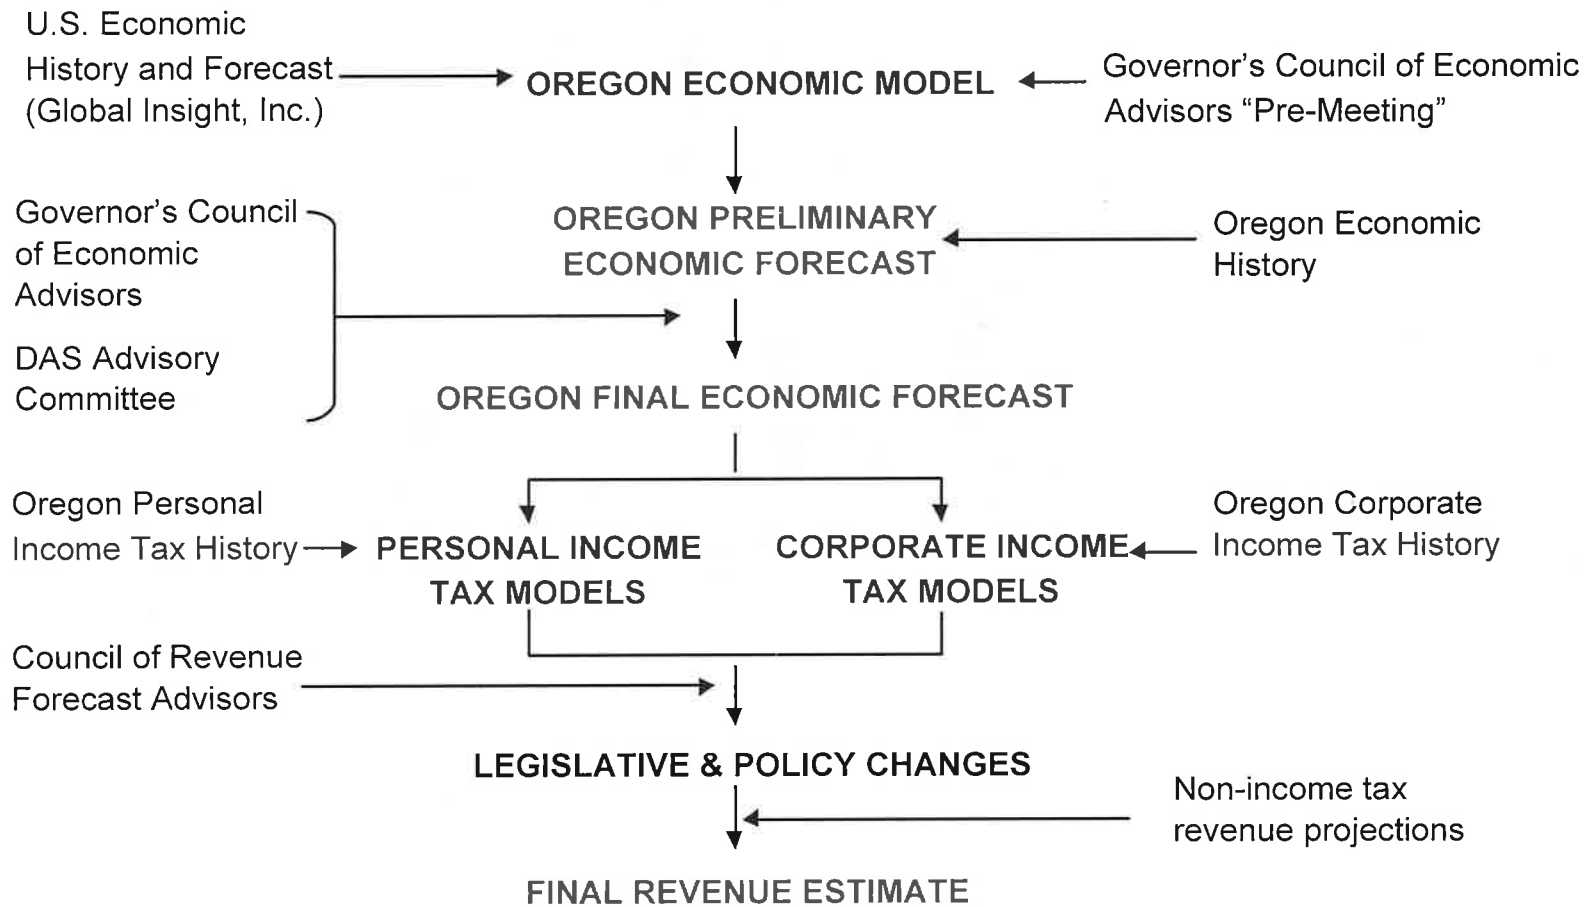 U.S. Economic
History and Forecast
(Global Insight, Inc.)
OREGON ECONOMIC MODEL
Governor's Council of Economic
Advisors “Pre-Meeting”
Governor's Council
of Economic
Advisors
DAS Advisory
Committee
OREGON PRELIMINARY
ECONOMIC FORECAST
Oregon Economic
History
OREGON FINAL ECONOMIC FORECAST
Oregon Personal
Income Tax History
PERSONAL INCOME
TAX MODELS
CORPORATE INCOME
TAX MODELS
Oregon Corporate
Income Tax History
Council of Revenue
Forecast Advisors
LEGISLATIVE & POLICY CHANGES
Non-income tax
revenue projections
FINAL REVENUE ESTIMATE